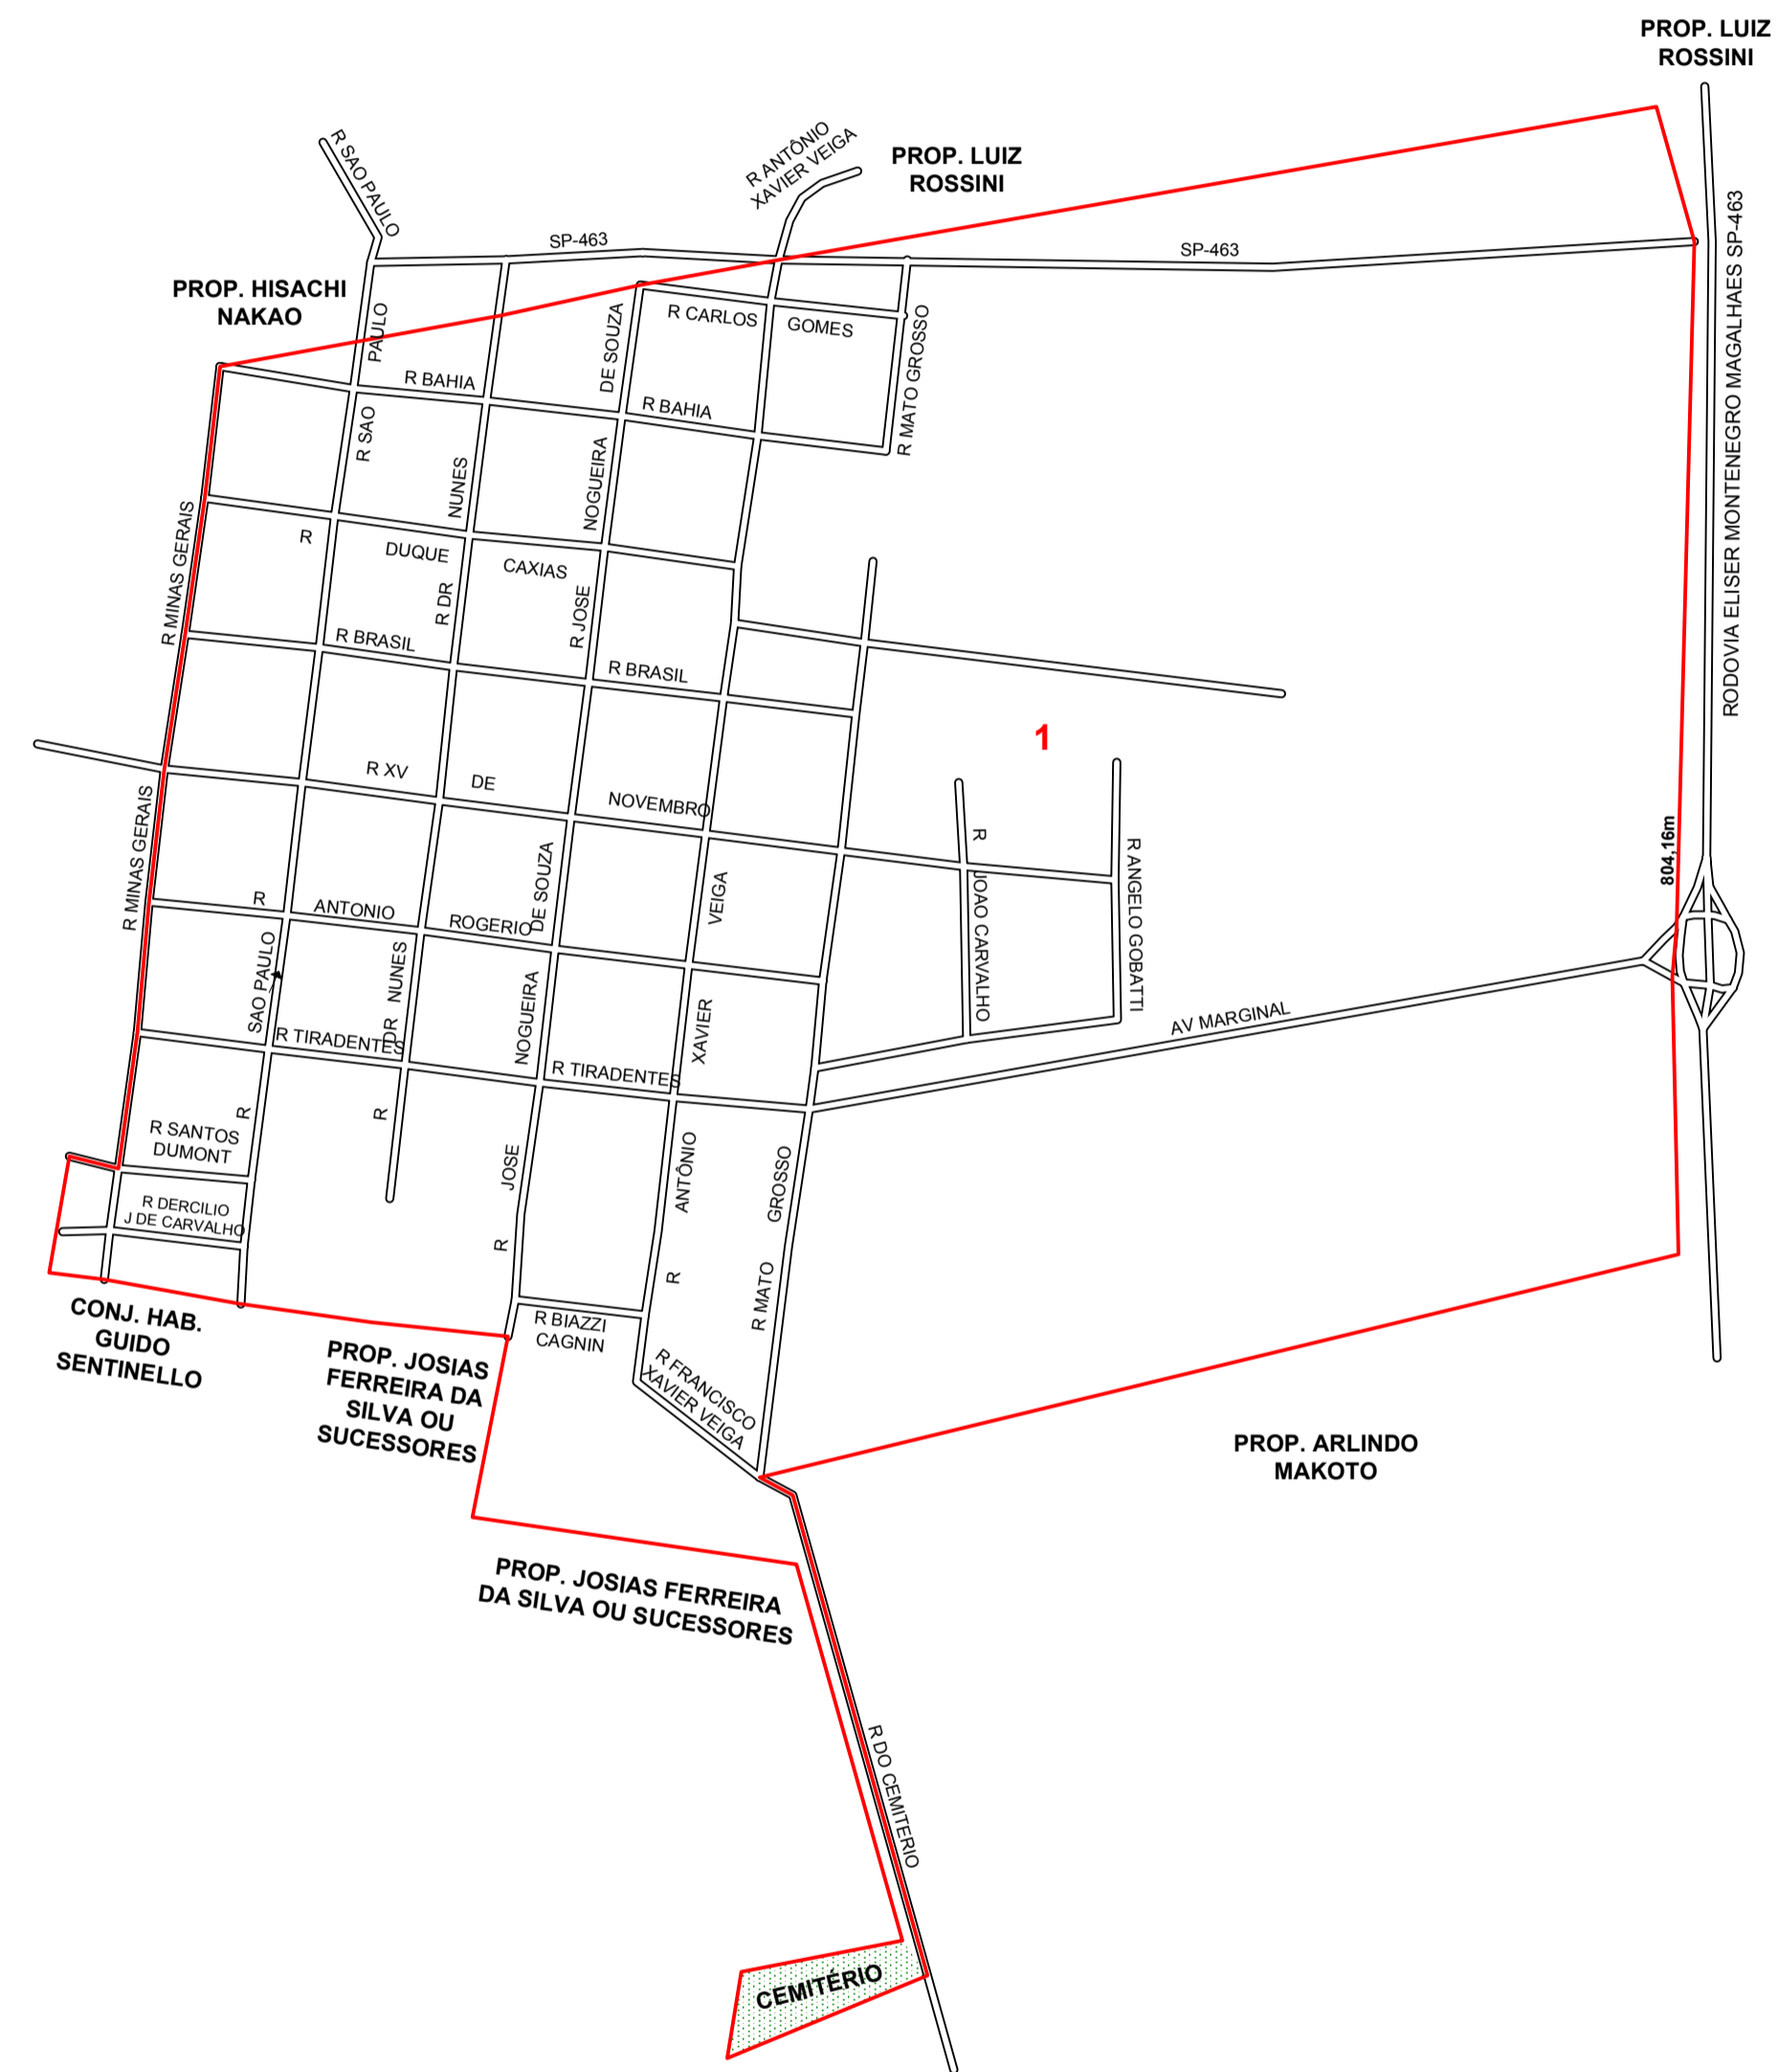 PROP. LUIZ
ROSSINI
R SAO PAULO
R ANTÔNIO
XAVIER VEIGA
PROP. LUIZ
ROSSINI
SP-463
SP-463
RODOVIA ELISER MONTENEGRO MAGALHAES SP-463
PROP. HISACHI
NAKAO
PAULO
DE SOUZA
R CARLOS
GOMES
R MATO GROSSO
R BAHIA
R BAHIA
R SAO
NUNES
NOGUEIRA
R MINAS GERAIS
R
DUQUE
CAXIAS
R DR
R JOSE
R BRASIL
R BRASIL
1
R XV
DE
NOVEMBRO
R MINAS GERAIS
804,16m
R
JOAO CARVALHO
R ANGELO GOBATTI
DE SOUZA
VEIGA
R
ANTONIO
ROGERIO
SAO PAULO
NUNES
DR
NOGUEIRA
XAVIER
AV MARGINAL
R TIRADENTES
R TIRADENTES
R
R
R SANTOS
DUMONT
JOSE
ANTÔNIO
GROSSO
R DERCILIO
J DE CARVALHO
R
R
R MATO
CONJ. HAB.
GUIDO
SENTINELLO
R BIAZZI
CAGNIN
PROP. JOSIAS
FERREIRA DA
SILVA OU
SUCESSORES
R FRANCISCO
XAVIER VEIGA
PROP. ARLINDO
MAKOTO
PROP. JOSIAS FERREIRA
DA SILVA OU SUCESSORES
R DO CEMITERIO
CEMITÉRIO